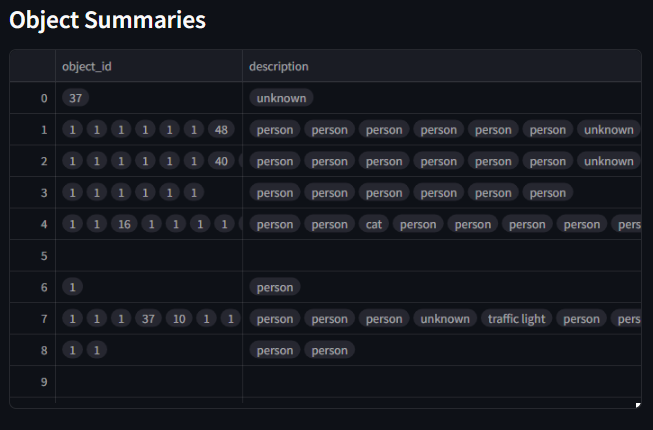 Object Summaries
object_id description
0 37 unknown
1 1 1 1 1 1 1 48 person person person person person person unknown
2 1 1 1 1 1 1 40 person person person person person person unknown
3 1 1 1 1 1 1 person person person person person person
4 1 1 16 1 1 1 1 person person cat person person person person pers
5
6 1 person
7 1 1 1 37 10 1 1 person person person unknown traffic light person pers
8 1 1 person person
9